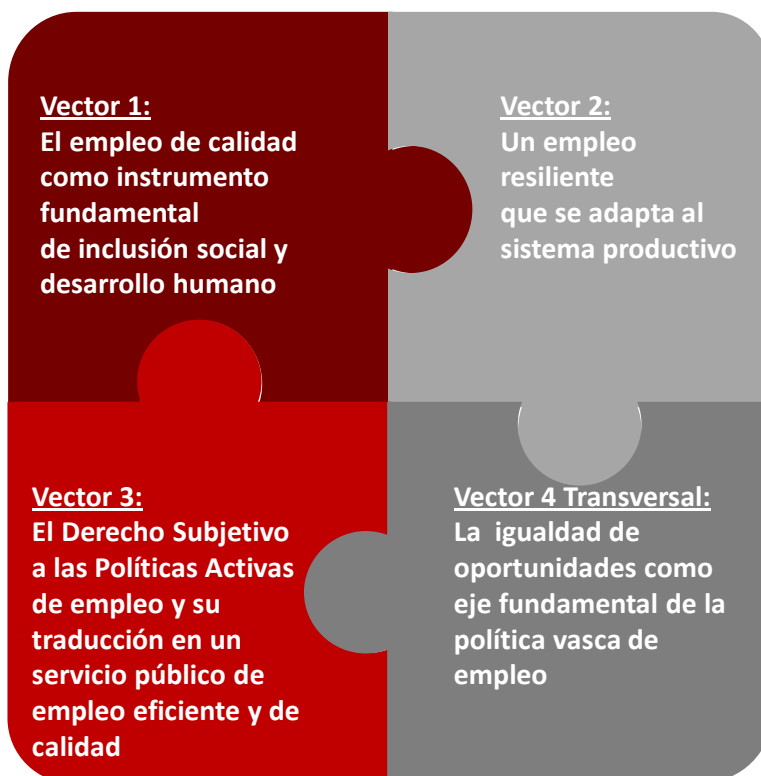 Vector 1:
El empleo de calidad
como instrumento
fundamental
de inclusión social y
desarrollo humano
Vector 2:
Un empleo
resiliente
que se adapta al
sistema productivo
Vector 3:
El Derecho Subjetivo
a las Políticas Activas
de empleo y su
traducción en un
servicio público de
empleo eficiente y de
calidad
Vector 4 Transversal:
La  igualdad de
oportunidades como
eje fundamental de la
política vasca de
empleo